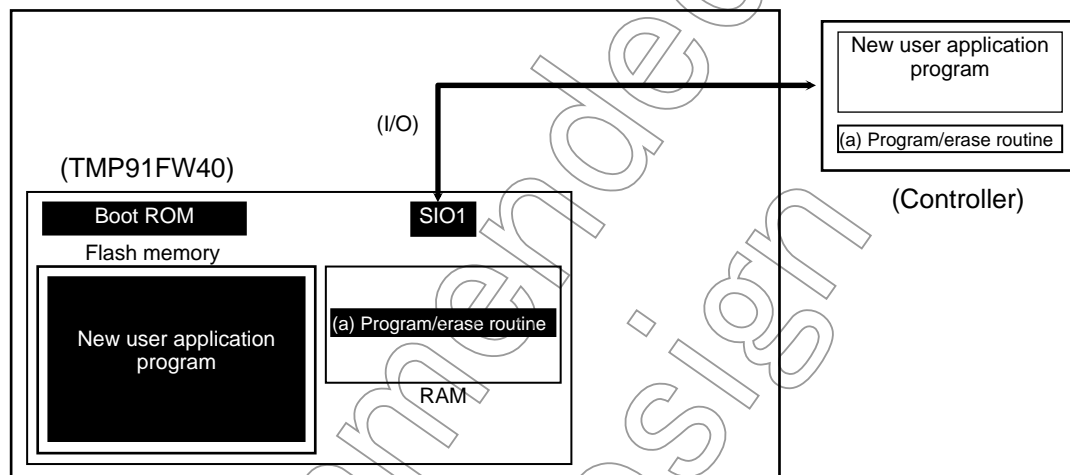 New user application
program
(a) Program/erase routine
(Controller)
(I/O)
(TMP91FW40)
Boot ROM
SIO1
Flash memory
New user application
program
(a) Program/erase routine
RAM